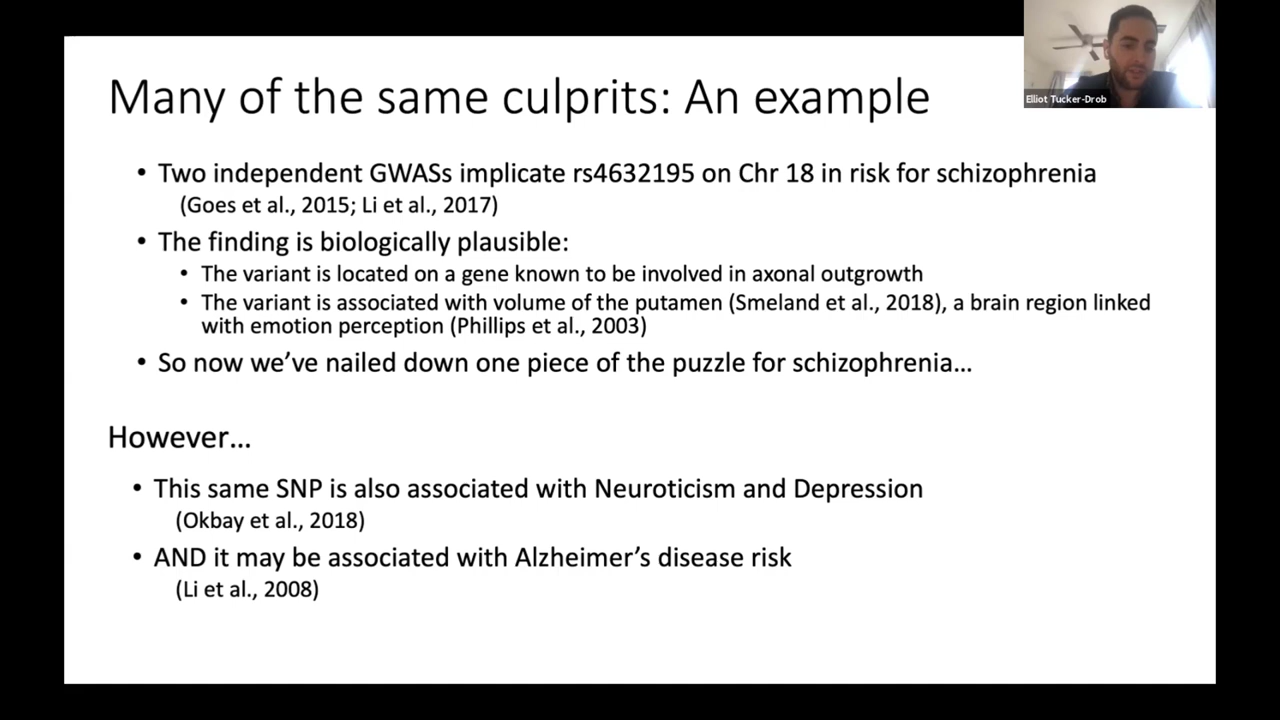 Elliot Tucker-Drob
Many of the same culprits: An example
• Two independent GWASs implicate rs4632195 on Chr 18 in risk for schizophrenia
(Goes et al., 2015; Li et al., 2017)
• The finding is biologically plausible:
• The variant is located on a gene known to be involved in axonal outgrowth
• The variant is associated with volume of the putamen (Smeland et al., 2018), a brain region linked
with emotion perception (Phillips et al., 2003)
• So now we’ve nailed down one piece of the puzzle for schizophrenia…
However…
• This same SNP is also associated with Neuroticism and Depression
(Okbay et al., 2018)
• AND it may be associated with Alzheimer’s disease risk
(Li et al., 2008)